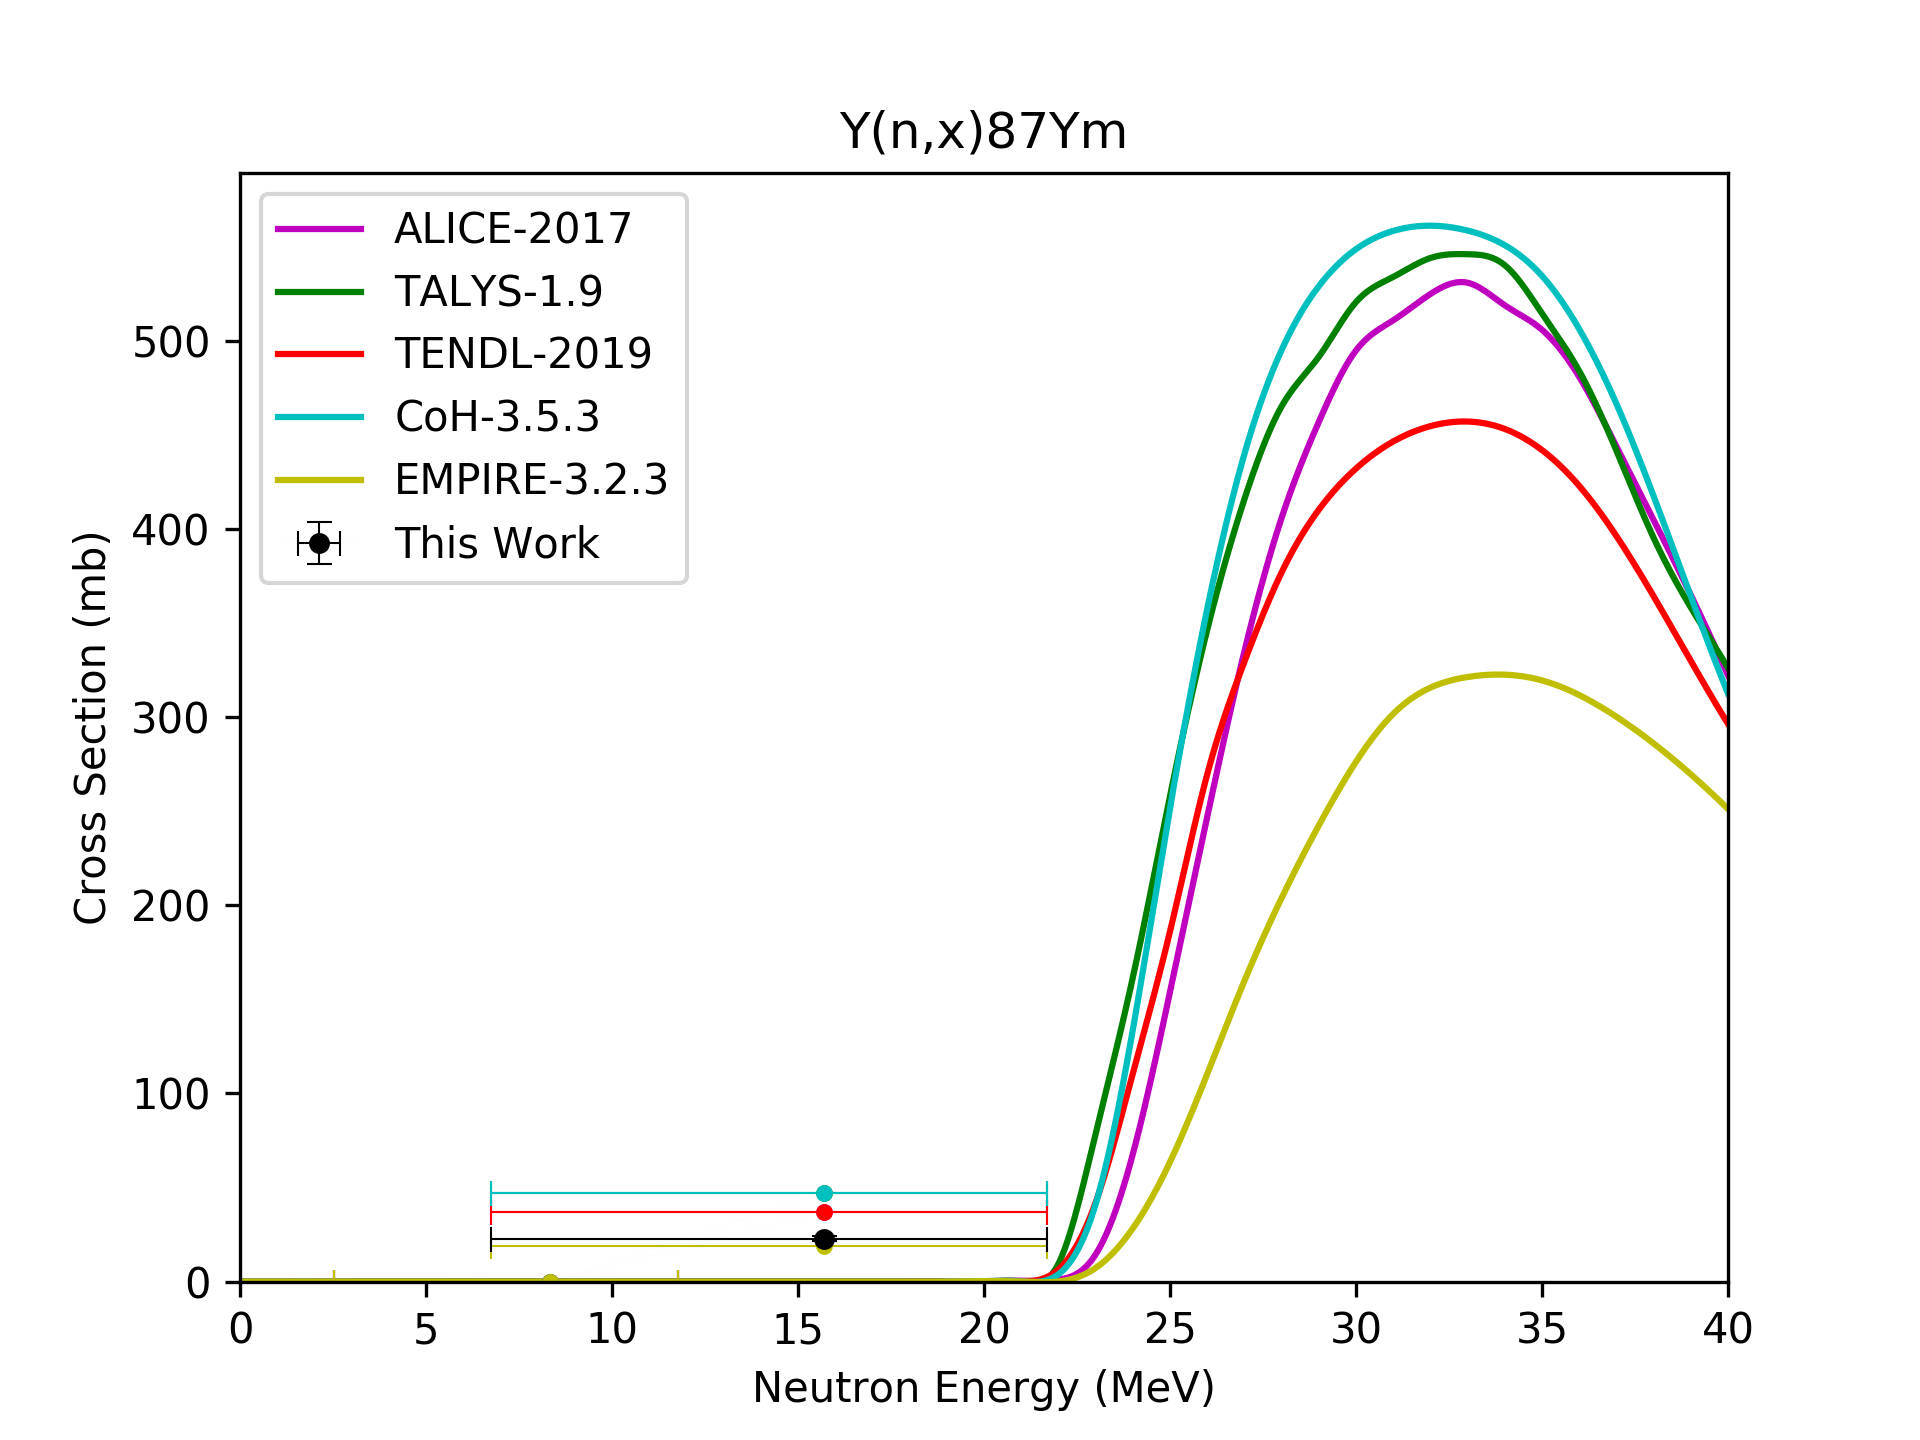 Y(n,x)87Ym
ALICE-2017
TALYS-1.9
TENDL-2019
CoH-3.5.3
EMPIRE-3.2.3
This Work
Cross Section (mb)
500
400
300
200
100
0
0 5 10 15 20 25 30 35 40
Neutron Energy (MeV)